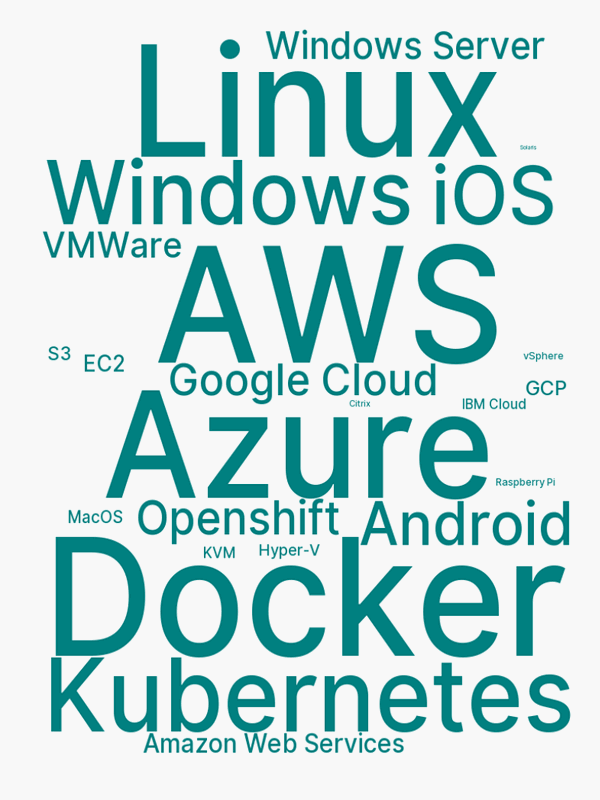 Windows Server
Linux
Solaris
Windows iOS
VMWare
AWS
S3 EC2
vSphere
Google Cloud
GCP
Citrix
IBM Cloud
Azure
Raspberry Pi
MacOS Openshift Android
KVM Hyper-V
Docker
Kubernetes
Amazon Web Services